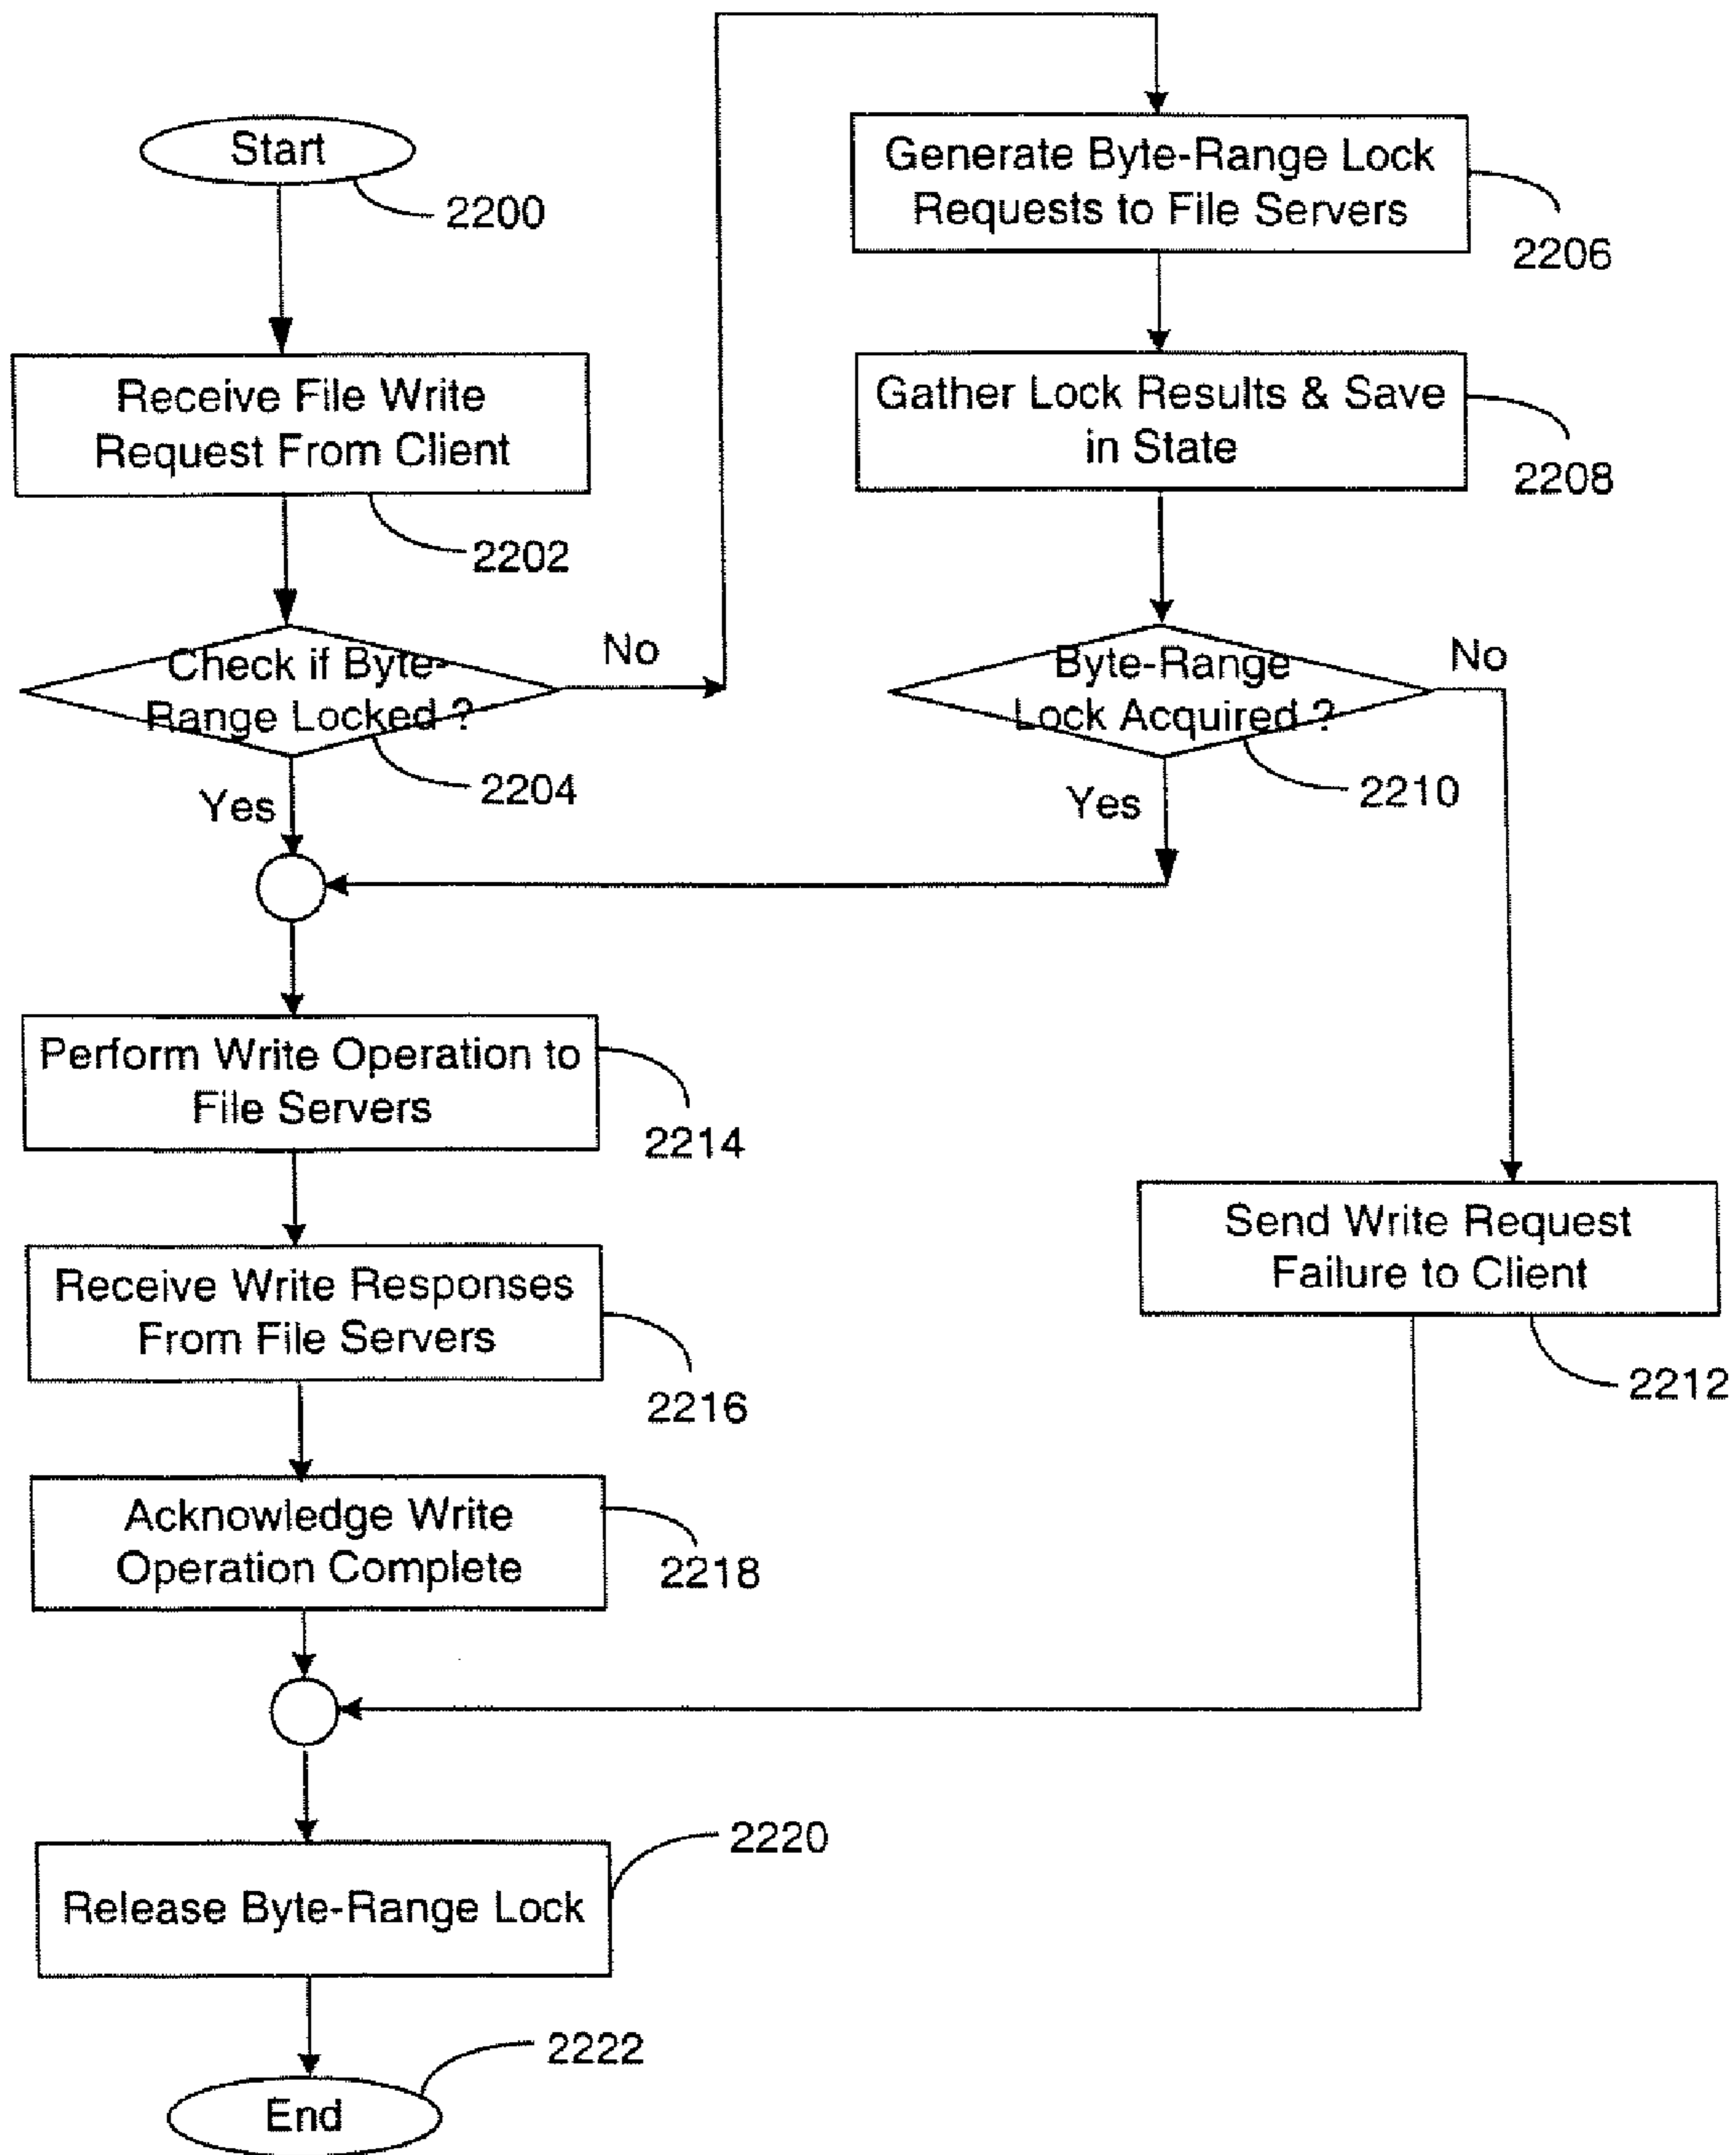 Start
2200
Receive File Write
Request From Client
2202
Check if Byte-
Range Locked ?
No
2204
Yes
Generate Byte-Range Lock
Requests to File Servers
2206
Gather Lock Results & Save
in State
2208
Byte-Range
Lock Acquired ?
No
2210
Yes
Perform Write Operation to
File Servers
2214
Send Write Request
Failure to Client
2212
Receive Write Responses
From File Servers
2216
Acknowledge Write
Operation Complete
2218
Release Byte-Range Lock
2220
End
2222